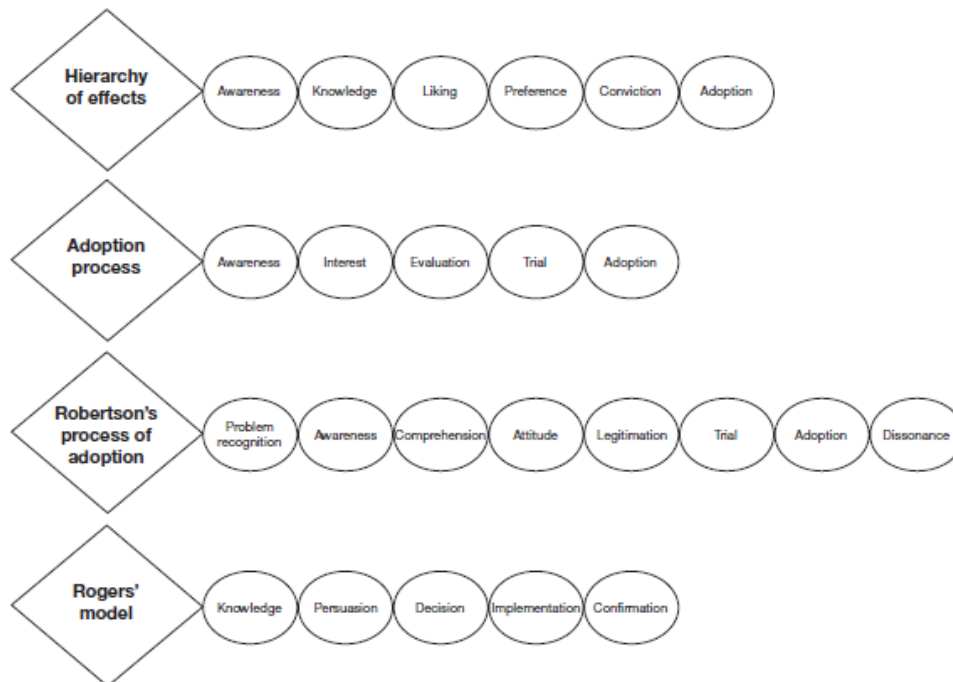 Hierarchy
of effects
Awareness
Knowledge
Liking
Preference
Conviction
Adoption
Adoption
process
Awareness
Interest
Evaluation
Trial
Adoption
Robertson's
process of
adoption
Problem
recognition
Awareness
Comprehension
Attitude
Legitimation
Trial
Adoption
Dissonance
Rogers'
model
Knowledge
Persuasion
Decision
Implementation
Confirmation